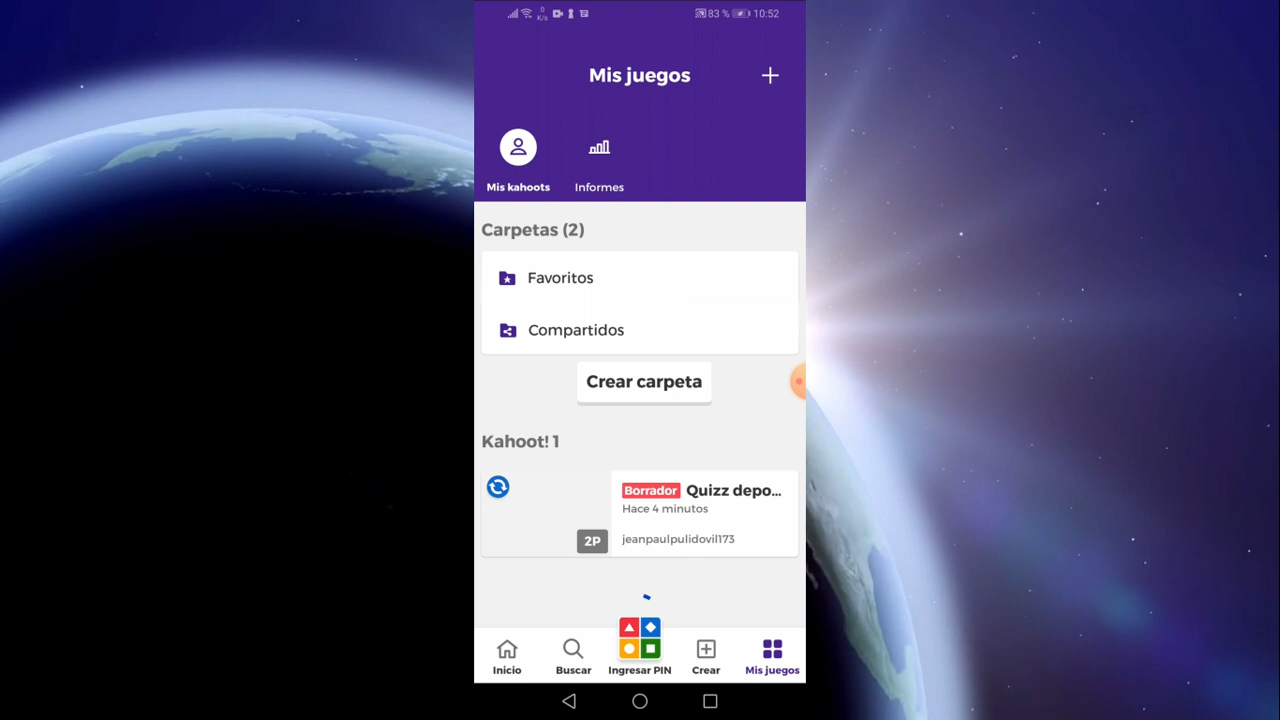 0
K/s
83 %
10:52
Mis juegos
Mis kahoots
Informes
Carpetas (2)
Favoritos
Compartidos
Crear carpeta
Kahoot! 1
Borrador Quizz depo...
Hace 4 minutos
2P
jeanpaulpulidovil173
Inicio
Buscar
Ingresar PIN
Crear
Mis juegos